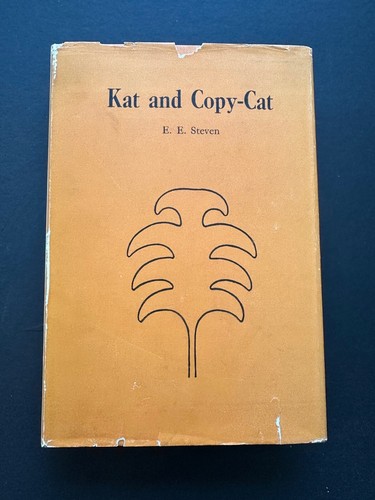 Kat and Copy-Cat
E. E. Steven